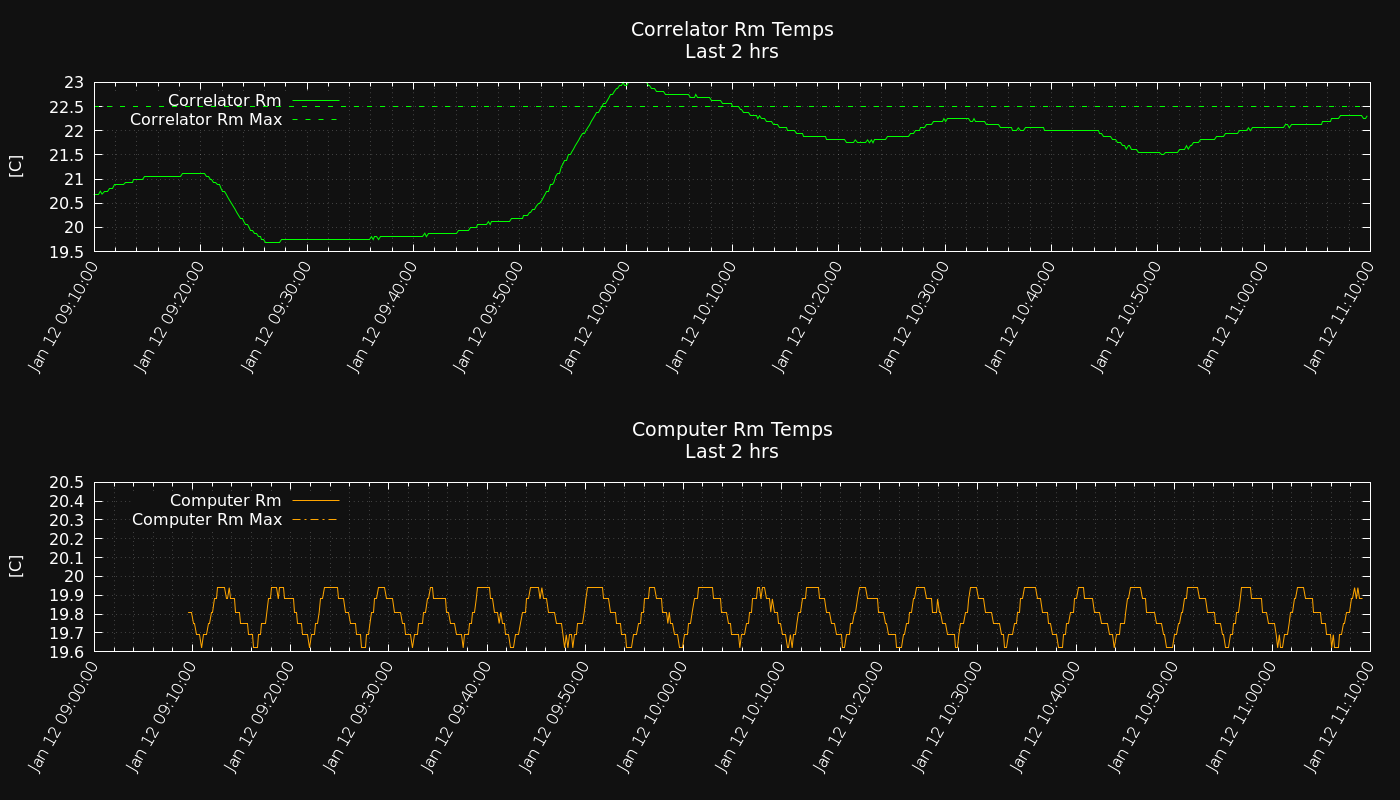 Correlator Rm Temps
Last 2 hrs
[C]
23
22.5
22
21.5
21
20.5
20
19.5
Correlator Rm
Correlator Rm Max
Jan 12 09:10:00
Jan 12 09:20:00
Jan 12 09:30:00
Jan 12 09:40:00
Jan 12 09:50:00
Jan 12 10:00:00
Jan 12 10:10:00
Jan 12 10:20:00
Jan 12 10:30:00
Jan 12 10:40:00
Jan 12 10:50:00
Jan 12 11:00:00
Jan 12 11:10:00
Computer Rm Temps
Last 2 hrs
[C]
20.5
20.4
20.3
20.2
20.1
20
19.9
19.8
19.7
19.6
Computer Rm
Computer Rm Max
Jan 12 09:00:00
Jan 12 09:10:00
Jan 12 09:20:00
Jan 12 09:30:00
Jan 12 09:40:00
Jan 12 09:50:00
Jan 12 10:00:00
Jan 12 10:10:00
Jan 12 10:20:00
Jan 12 10:30:00
Jan 12 10:40:00
Jan 12 10:50:00
Jan 12 11:00:00
Jan 12 11:10:00